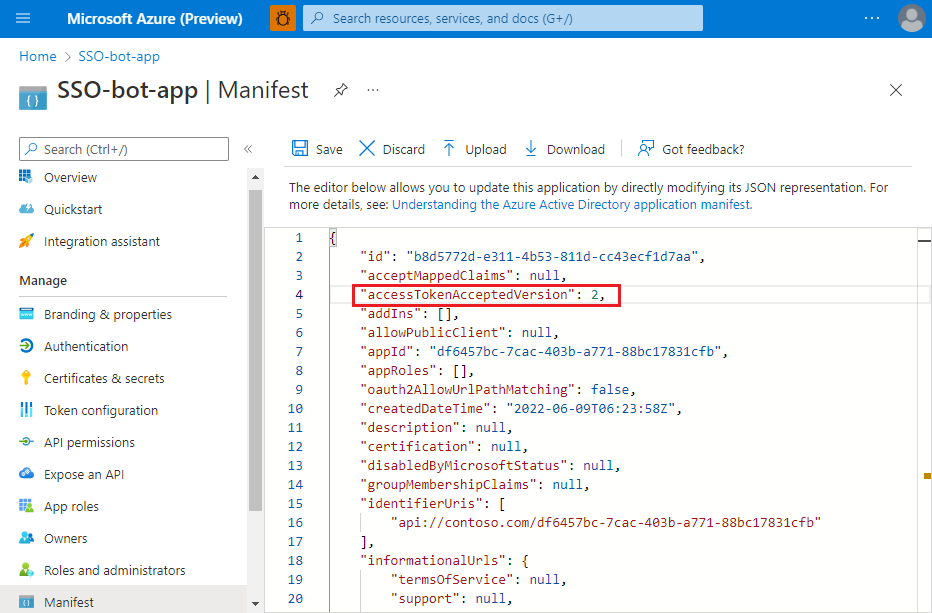 Microsoft Azure (Preview)
Search resources, services, and docs (G+/)
Home > SSO-bot-app
SSO-bot-app | Manifest
Search (Ctrl+/)
Overview
Quickstart
Integration assistant
Manage
Branding & properties
Authentication
Certificates & secrets
Token configuration
API permissions
Expose an API
App roles
Owners
Roles and administrators
Manifest
Save Discard Upload Download Got feedback?
The editor below allows you to update this application by directly modifying its JSON representation. For
more details, see: Understanding the Azure Active Directory application manifest.
1 {
2 "id": "b8d5772d-e311-4b53-811d-cc43ecf1d7aa",
3 "acceptMappedClaims": null,
4 "accessTokenAcceptedVersion": 2,
5 "addIns": [],
6 "allowPublicClient": null,
7 "appId": "df6457bc-7cac-403b-a771-88bc17831cfb",
8 "appRoles": [],
9 "oauth2AllowUrlPathMatching": false,
10 "createdDateTime": "2022-06-09T06:23:58Z",
11 "description": null,
12 "certification": null,
13 "disabledByMicrosoftStatus": null,
14 "groupMembershipClaims": null,
15 "identifierUris": [
16 "api://contoso.com/df6457bc-7cac-403b-a771-88bc17831cfb"
17 ],
18 "informationalUrls": {
19 "termsOfService": null,
20 "support": null,